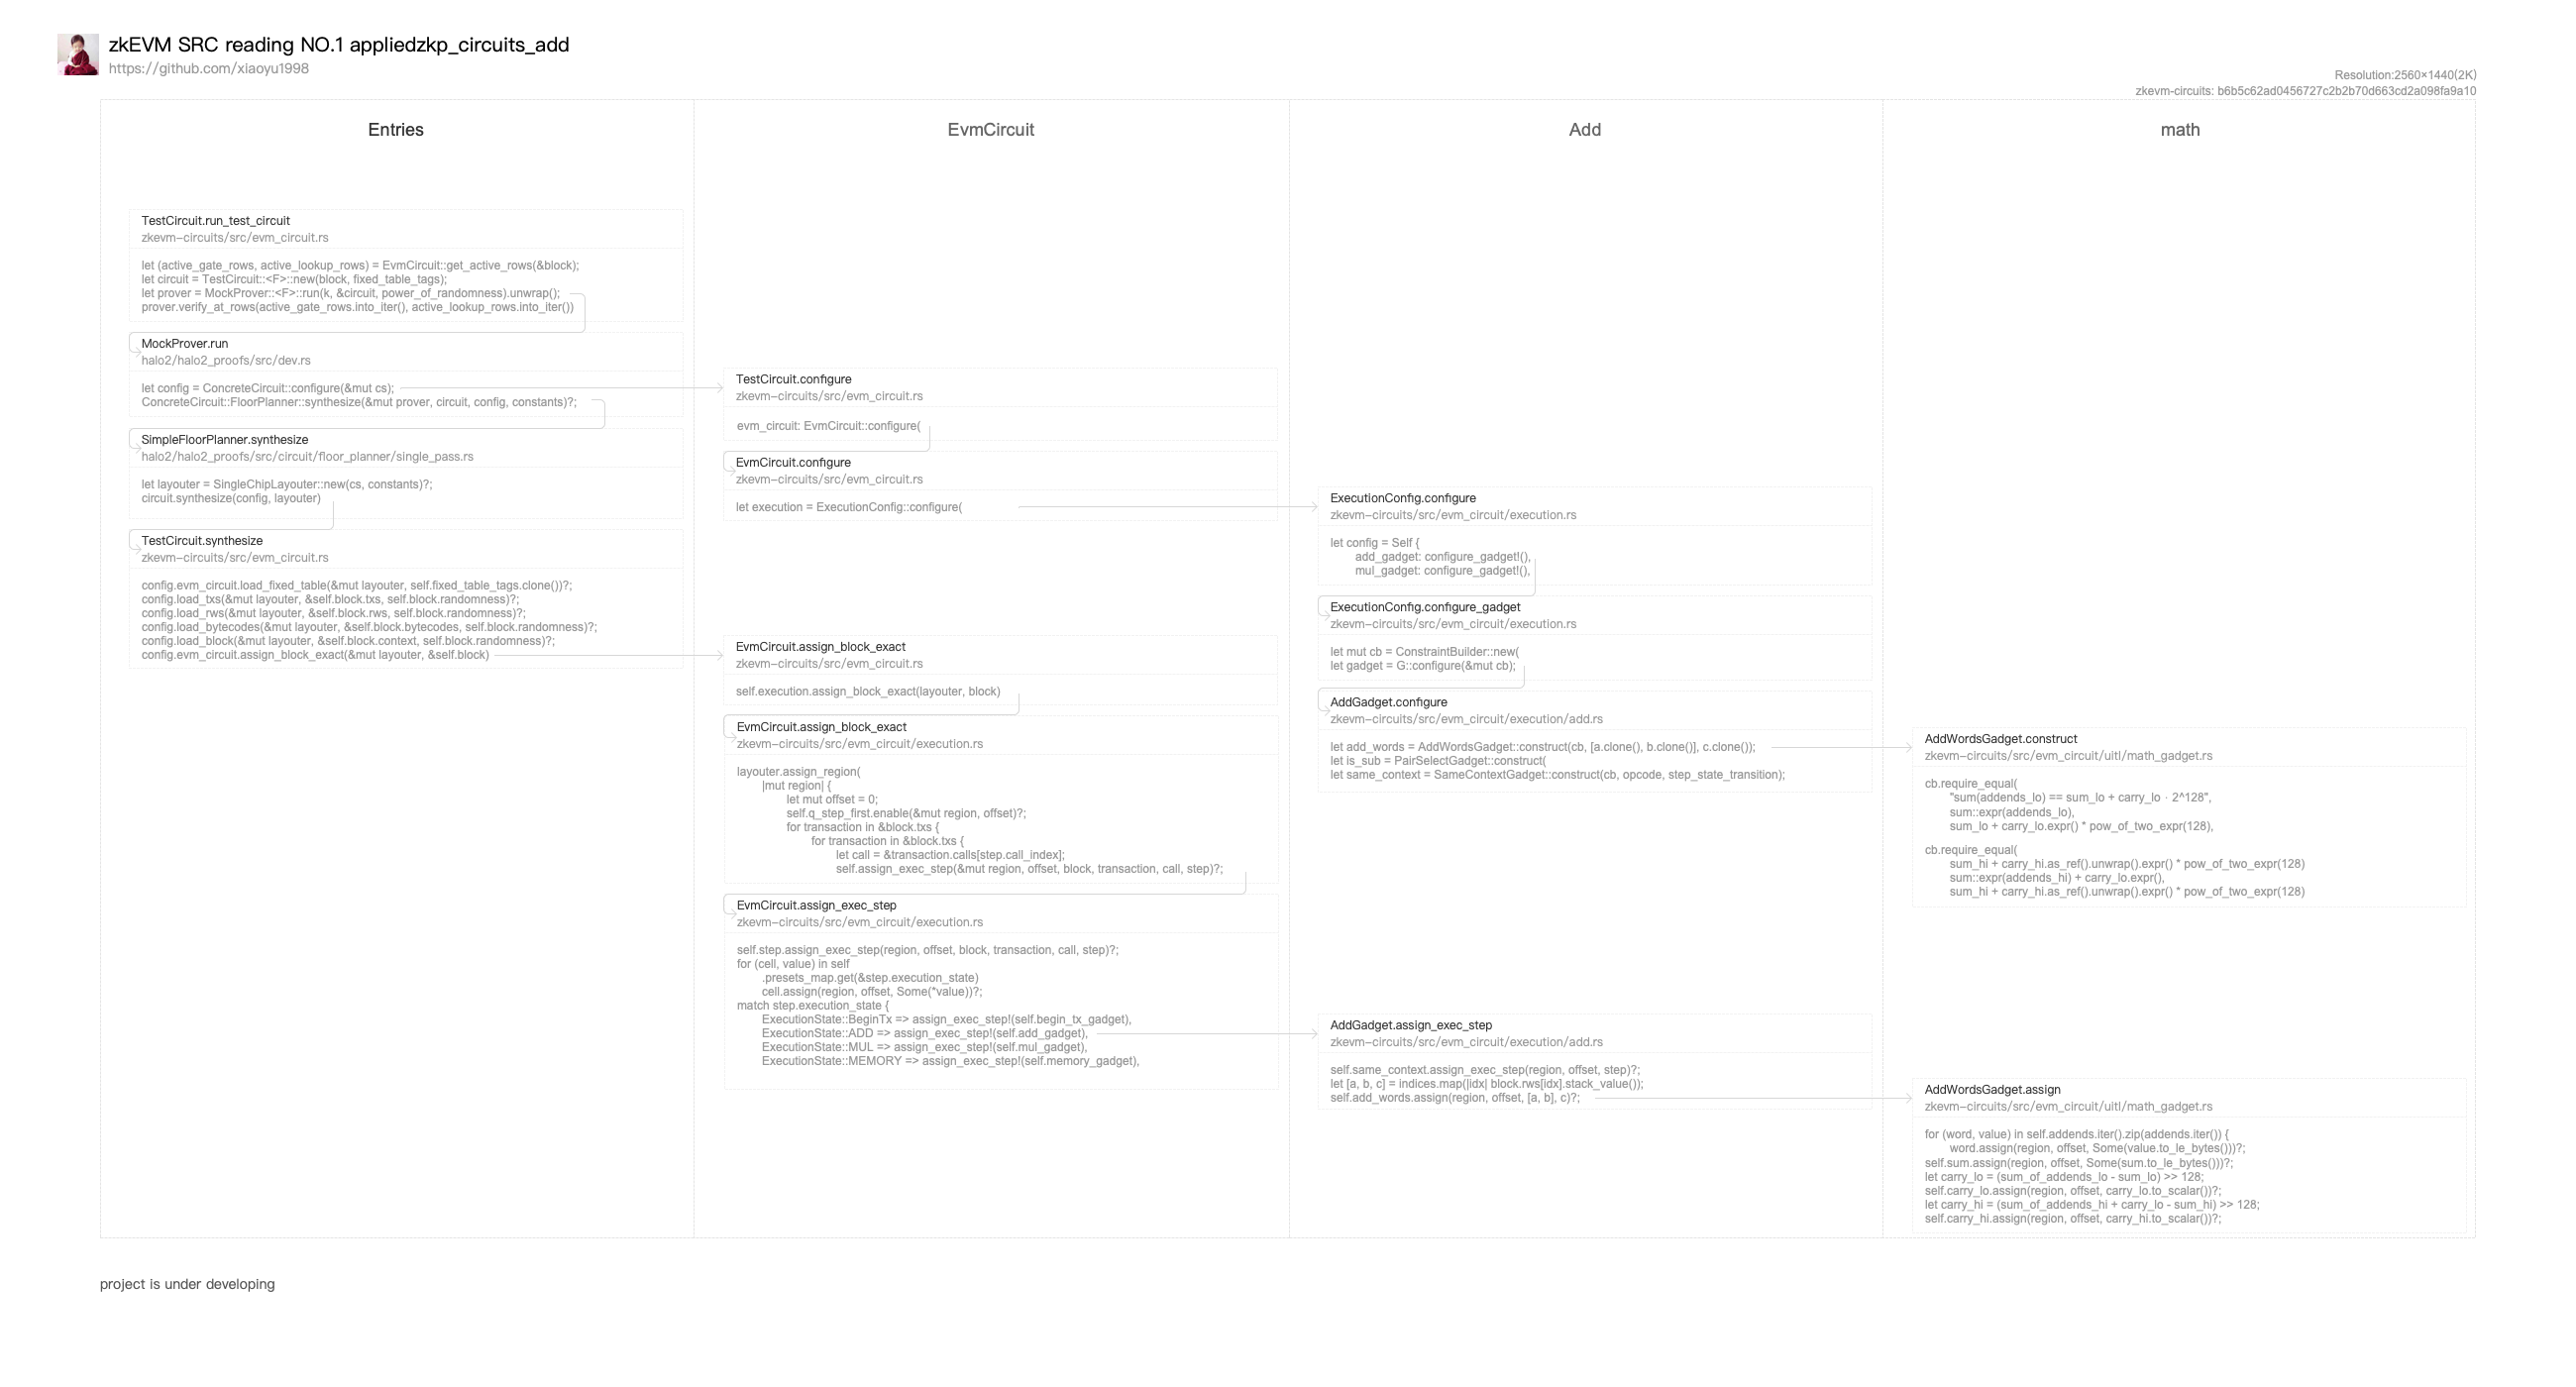 zkEVM SRC reading NO.1 appliedzkp_circuits_add
https://github.com/xiaoyu1998
Resolution:2560×1440(2K)
zkevm-circuits: b6b5c62ad0456727c2b2b70d663cd2a098fa9a10
Entries
TestCircuit.run_test_circuit
zkevm-circuits/src/evm_circuit.rs
let (active_gate_rows, active_lookup_rows) = EvmCircuit::get_active_rows(&block);
let circuit = TestCircuit::<F>::new(block, fixed_table_tags);
let prover = MockProver::<F>::run(k, &circuit, power_of_randomness).unwrap();
prover.verify_at_rows(active_gate_rows.into_iter(), active_lookup_rows.into_iter())
MockProver.run
halo2/halo2_proofs/src/dev.rs
let config = ConcreteCircuit::configure(&mut cs);
ConcreteCircuit::FloorPlanner::synthesize(&mut prover, circuit, config, constants)?;
SimpleFloorPlanner.synthesize
halo2/halo2_proofs/src/circuit/floor_planner/single_pass.rs
let layouter = SingleChipLayouter::new(cs, constants)?;
circuit.synthesize(config, layouter)
TestCircuit.synthesize
zkevm-circuits/src/evm_circuit.rs
config.evm_circuit.load_fixed_table(&mut layouter, self.fixed_table_tags.clone())?;
config.load_txs(&mut layouter, &self.block.txs, self.block.randomness)?;
config.load_rws(&mut layouter, &self.block.rws, self.block.randomness)?;
config.load_bytecodes(&mut layouter, &self.block.bytecodes, self.block.randomness)?;
config.load_block(&mut layouter, &self.block.context, self.block.randomness)?;
config.evm_circuit.assign_block_exact(&mut layouter, &self.block)
EvmCircuit
TestCircuit.configure
zkevm-circuits/src/evm_circuit.rs
evm_circuit: EvmCircuit::configure(
EvmCircuit.configure
zkevm-circuits/src/evm_circuit.rs
let execution = ExecutionConfig::configure(
EvmCircuit.assign_block_exact
zkevm-circuits/src/evm_circuit.rs
self.execution.assign_block_exact(layouter, block)
EvmCircuit.assign_block_exact
zkevm-circuits/src/evm_circuit/execution.rs
layouter.assign_region(
|mut region| {
let mut offset = 0;
self.q_step_first.enable(&mut region, offset)?;
for transaction in &block.txs {
for transaction in &block.txs {
let call = &transaction.calls[step.call_index];
self.assign_exec_step(&mut region, offset, block, transaction, call, step)?;
EvmCircuit.assign_exec_step
zkevm-circuits/src/evm_circuit/execution.rs
self.step.assign_exec_step(region, offset, block, transaction, call, step)?;
for (cell, value) in self
.presets_map.get(&step.execution_state)
cell.assign(region, offset, Some(*value))?;
match step.execution_state {
ExecutionState::BeginTx => assign_exec_step!(self.begin_tx_gadget),
ExecutionState::ADD => assign_exec_step!(self.add_gadget),
ExecutionState::MUL => assign_exec_step!(self.mul_gadget),
ExecutionState::MEMORY => assign_exec_step!(self.memory_gadget),
Add
ExecutionConfig.configure
zkevm-circuits/src/evm_circuit/execution.rs
let config = Self {
add_gadget: configure_gadget!(),
mul_gadget: configure_gadget!(),
ExecutionConfig.configure_gadget
zkevm-circuits/src/evm_circuit/execution.rs
let mut cb = ConstraintBuilder::new(
let gadget = G::configure(&mut cb);
AddGadget.configure
zkevm-circuits/src/evm_circuit/execution/add.rs
let add_words = AddWordsGadget::construct(cb, [a.clone(), b.clone()], c.clone());
let is_sub = PairSelectGadget::construct(
let same_context = SameContextGadget::construct(cb, opcode, step_state_transition);
AddGadget.assign_exec_step
zkevm-circuits/src/evm_circuit/execution/add.rs
self.same_context.assign_exec_step(region, offset, step)?;
let [a, b, c] = indices.map(|idx| block.rws[idx].stack_value());
self.add_words.assign(region, offset, [a, b], c)?;
math
AddWordsGadget.construct
zkevm-circuits/src/evm_circuit/uitl/math_gadget.rs
cb.require_equal(
"sum(addends_lo) == sum_lo + carry_lo · 2^128",
sum::expr(addends_lo),
sum_lo + carry_lo.expr() * pow_of_two_expr(128),
cb.require_equal(
sum_hi + carry_hi.as_ref().unwrap().expr() * pow_of_two_expr(128)
sum::expr(addends_hi) + carry_lo.expr(),
sum_hi + carry_hi.as_ref().unwrap().expr() * pow_of_two_expr(128)
AddWordsGadget.assign
zkevm-circuits/src/evm_circuit/uitl/math_gadget.rs
for (word, value) in self.addends.iter().zip(addends.iter()) {
word.assign(region, offset, Some(value.to_le_bytes()))?;
self.sum.assign(region, offset, Some(sum.to_le_bytes()))?;
let carry_lo = (sum_of_addends_lo - sum_lo) >> 128;
self.carry_lo.assign(region, offset, carry_lo.to_scalar())?;
let carry_hi = (sum_of_addends_hi + carry_lo - sum_hi) >> 128;
self.carry_hi.assign(region, offset, carry_hi.to_scalar())?;
project is under developing